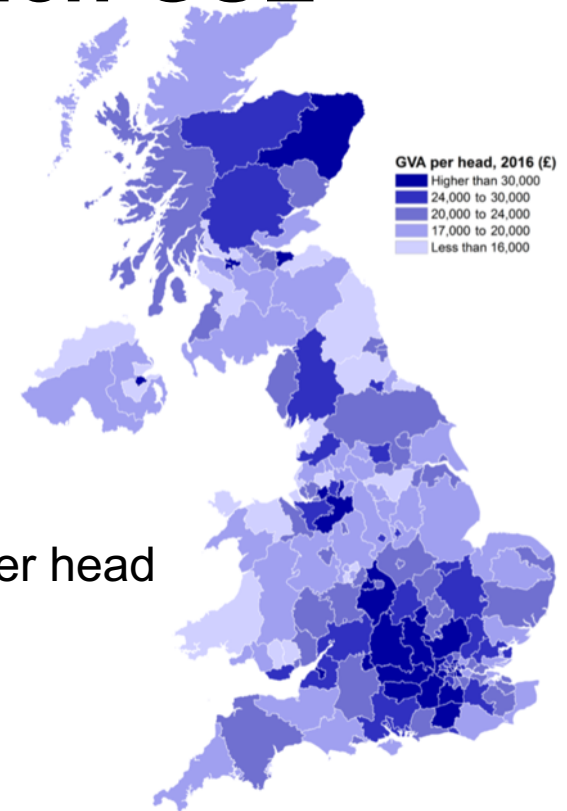 GVA per head, 2016 (£)
Higher than 30,000
24,000 to 30,000
20,000 to 24,000
17,000 to 20,000
Less than 16,000
er head